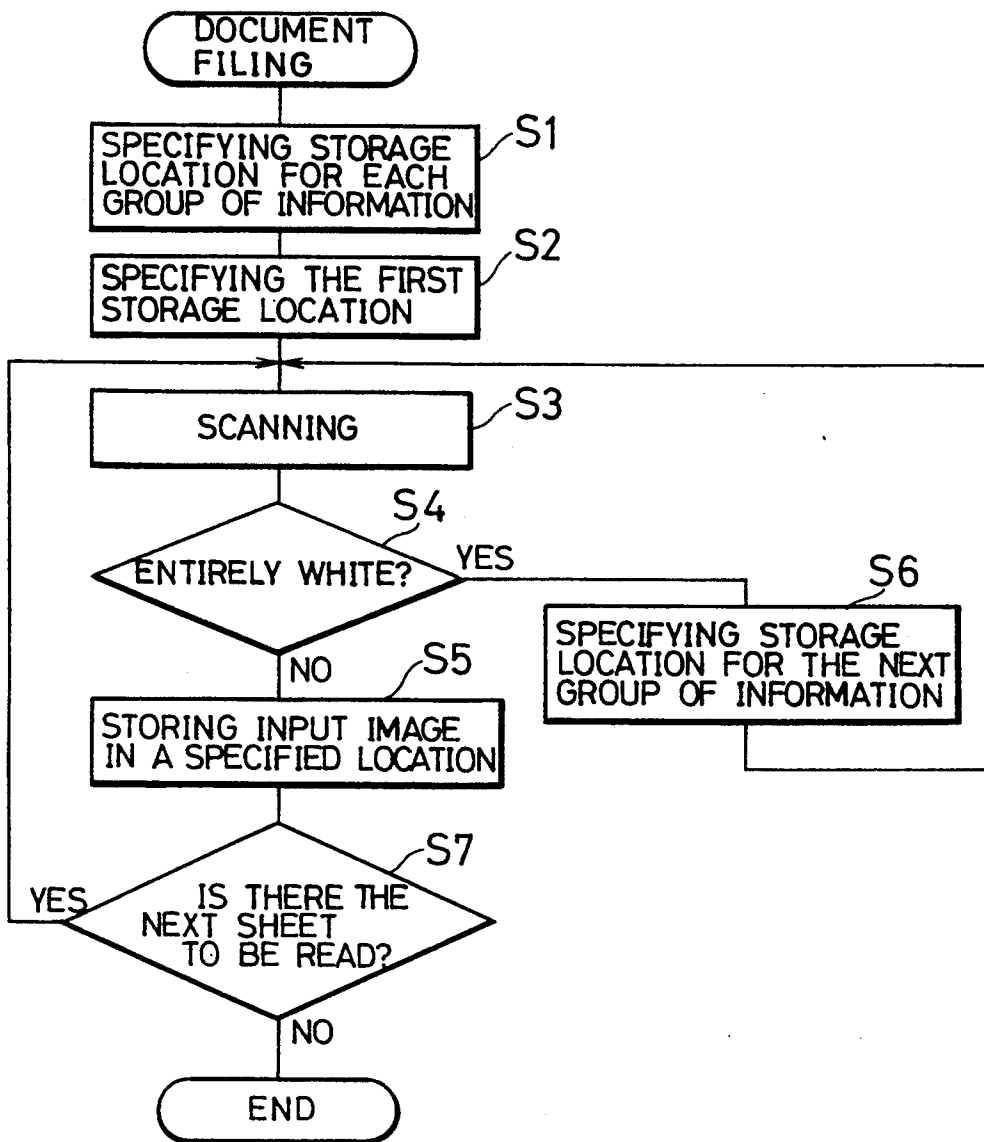 DOCUMENT
FILING
SPECIFYING STORAGE
LOCATION FOR EACH
GROUP OF INFORMATION
S1
SPECIFYING THE FIRST
STORAGE LOCATION
S2
SCANNING
S3
ENTIRELY WHITE?
S4
YES
NO
SPECIFYING STORAGE
LOCATION FOR THE NEXT
GROUP OF INFORMATION
S6
STORING INPUT IMAGE
IN A SPECIFIED LOCATION
S5
IS THERE THE
NEXT SHEET
TO BE READ?
S7
YES
NO
END